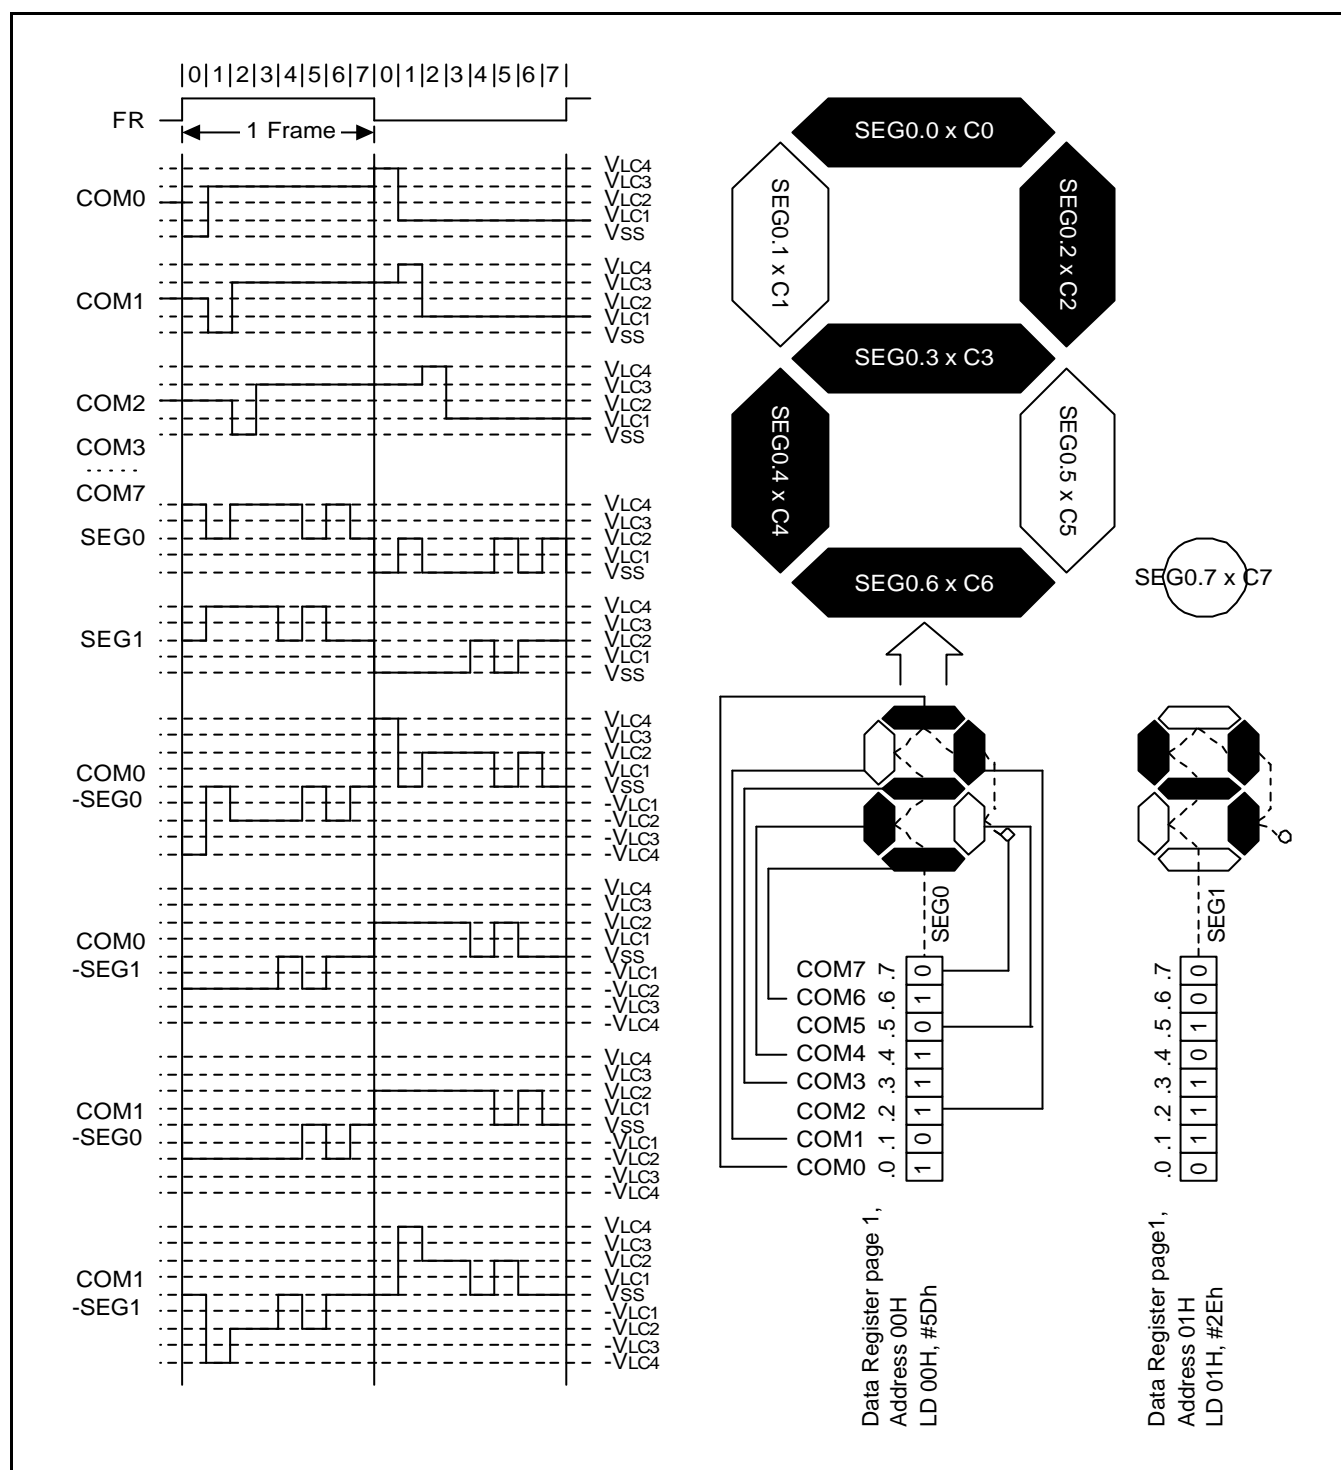 |0|1|2|3|4|5|6|7|0|1|2|3|4|5|6|7|
FR
1 Frame
COM0
VLC4
VLC3
VLC2
VLC1
VSS
COM1
VLC4
VLC3
VLC2
VLC1
VSS
COM2
COM3
.....
COM7
VLC4
VLC3
VLC2
VLC1
VSS
SEG0
VLC4
VLC3
VLC2
VLC1
VSS
SEG1
VLC4
VLC3
VLC2
VLC1
VSS
COM0
-SEG0
VLC4
VLC3
VLC2
VLC1
VSS
-VLC1
-VLC2
-VLC3
-VLC4
COM0
-SEG1
VLC4
VLC3
VLC2
VLC1
VSS
-VLC1
-VLC2
-VLC3
-VLC4
COM1
-SEG0
VLC4
VLC3
VLC2
VLC1
VSS
-VLC1
-VLC2
-VLC3
-VLC4
COM1
-SEG1
VLC4
VLC3
VLC2
VLC1
VSS
-VLC1
-VLC2
-VLC3
-VLC4
SEG0.0 x C0
SEG0.1 x C1
SEG0.2 x C2
SEG0.3 x C3
SEG0.4 x C4
SEG0.5 x C5
SEG0.6 x C6
SEG0.7 x C7
SEG0
COM7 .7 0
COM6 .6 1
COM5 .5 0
COM4 .4 1
COM3 .3 1
COM2 .2 1
COM1 .1 0
COM0 .0 1
Data Register page 1,
Address 00H
LD 00H, #5Dh
SEG1
.7 0
.6 0
.5 1
.4 0
.3 1
.2 1
.1 1
.0 0
Data Register page1,
Address 01H
LD 01H, #2Eh